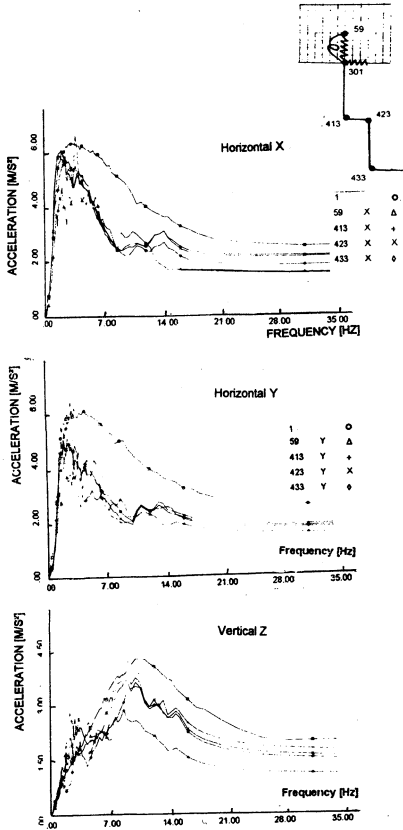 59
301
413
423
433
Horizontal X
ACCELERATION [M/S²]
6.00
4.00
2.00
.00
.00 7.00 14.00 21.00 28.00 35.00
FREQUENCY [HZ]
1 O
59 X Δ
413 X +
423 X X
433 X ◊
Horizontal Y
ACCELERATION [M/S²]
6.00
4.00
2.00
.00
.00 7.00 14.00 21.00 28.00 35.00
Frequency [Hz]
1 O
59 Y Δ
413 Y +
423 Y X
433 Y ◊
Vertical Z
ACCELERATION [M/S²]
4.50
1.50
.00 7.00 14.00 21.00 28.00 35.00
Frequency [Hz]